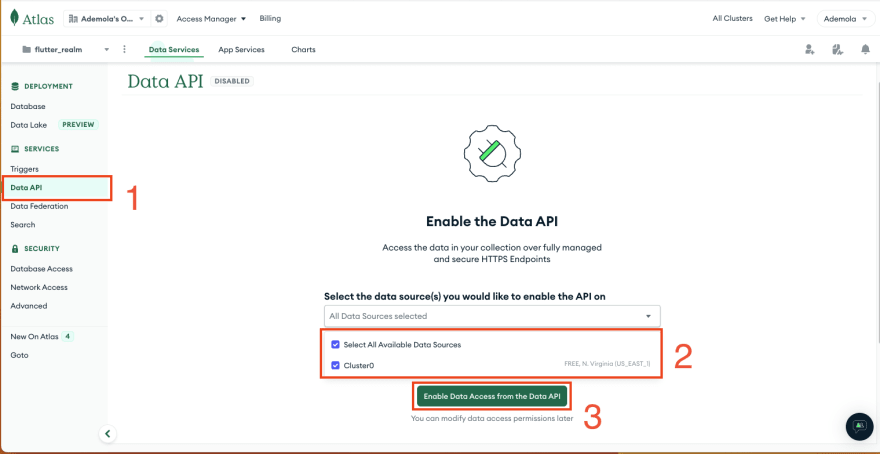 Atlas
Ademola's O...
Access Manager
Billing
All Clusters
Get Help
Ademola
flutter_realm
Data Services
App Services
Charts
DEPLOYMENT
Database
Data Lake PREVIEW
SERVICES
Triggers
Data API
1
Data Federation
Search
SECURITY
Database Access
Network Access
Advanced
New On Atlas 4
Goto
Data API DISABLED
Enable the Data API
Access the data in your collection over fully managed
and secure HTTPS Endpoints
Select the data source(s) you would like to enable the API on
All Data Sources selected
Select All Available Data Sources
Cluster0 FREE, N. Virginia (US_EAST_1)
2
Enable Data Access from the Data API
3
You can modify data access permissions later